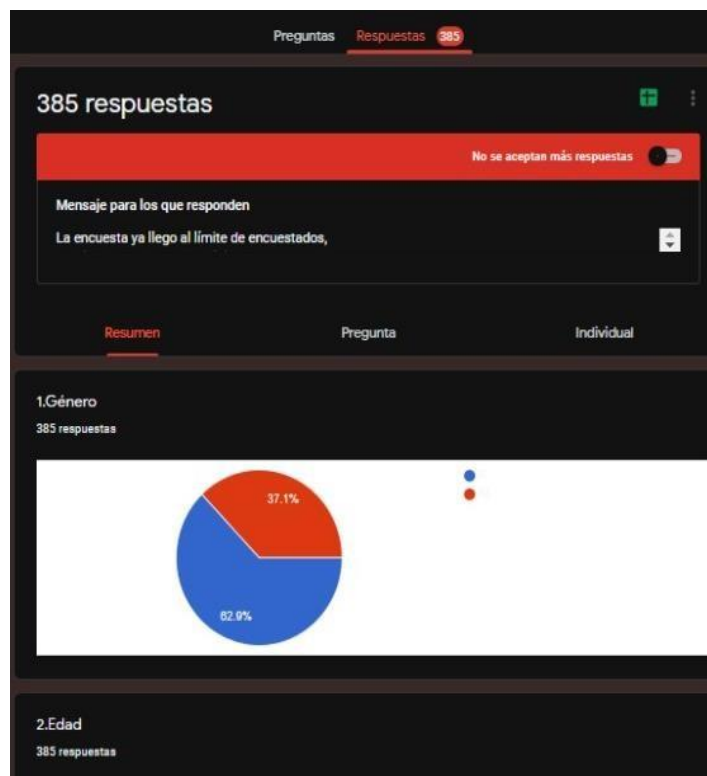 Preguntas Respuestas 385
385 respuestas
No se aceptan más respuestas
Mensaje para los que responden
La encuesta ya llego al límite de encuestados,
Resumen Pregunta Individual
1.Género
385 respuestas
37.1%
62.9%
2.Edad
385 respuestas